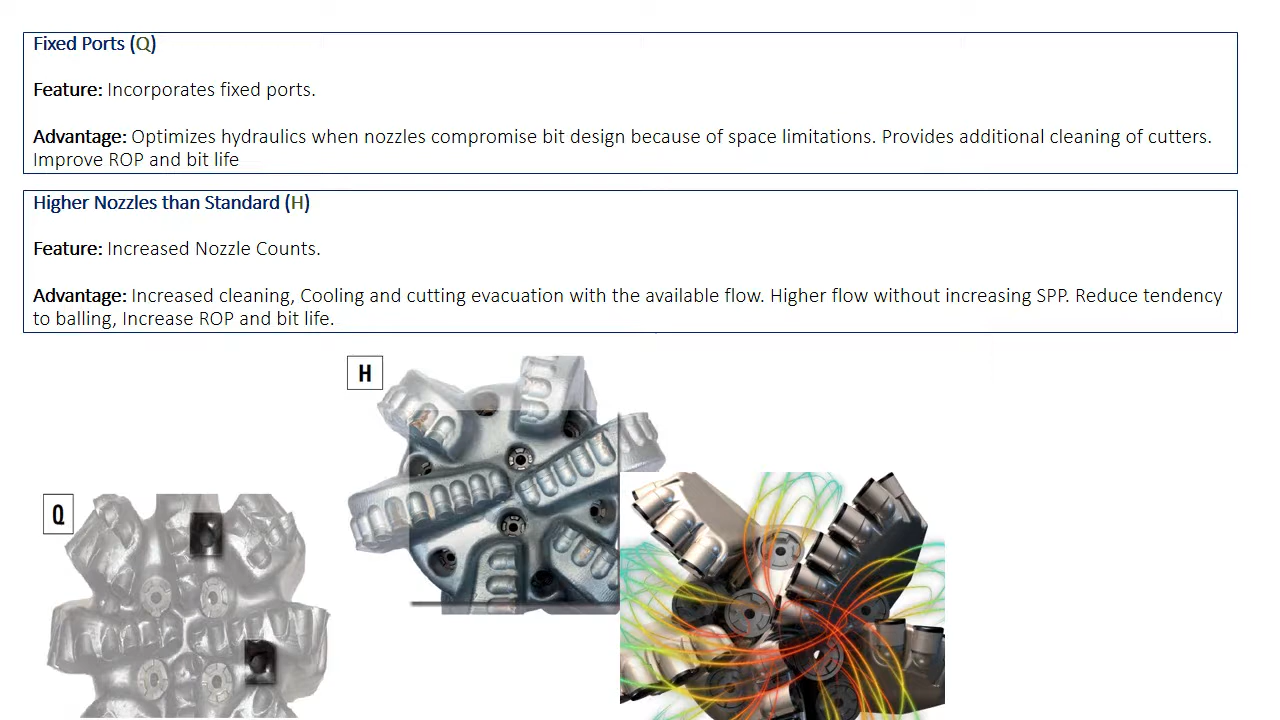 Fixed Ports (Q)
Feature: Incorporates fixed ports.
Advantage: Optimizes hydraulics when nozzles compromise bit design because of space limitations. Provides additional cleaning of cutters.
Improve ROP and bit life
Higher Nozzles than Standard (H)
Feature: Increased Nozzle Counts.
Advantage: Increased cleaning, Cooling and cutting evacuation with the available flow. Higher flow without increasing SPP. Reduce tendency
to balling, Increase ROP and bit life.
H
Q